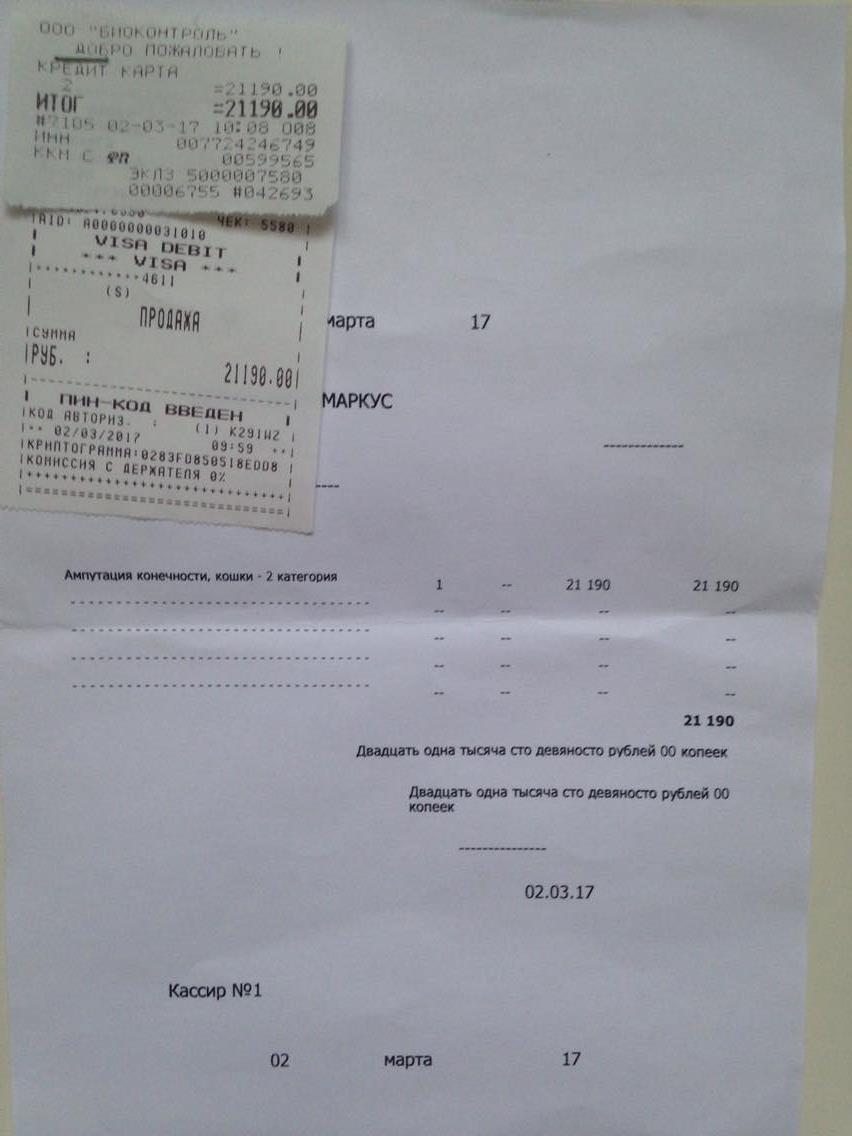 ООО "БИОКОНТРОЛЬ"
ДОБРО ПОЖАЛОВАТЬ !
КРЕДИТ КАРТА
2 =21190.00
ИТОГ =21190.00
#7105 02-03-17 10:08 008
ИНН 007724246749
ККМ С ФП 00599565
ЭКЛЗ 5000007580
00006755 #042693
ЧЕК: 5580
AID: A0000000031010
VISA DEBIT
*** VISA ***
************4611
(S)
ПРОДАЖА
СУММА
РУБ. : 21190.00
ПИН-КОД ВВЕДЕН
КОД АВТОРИЗ. : (1) K291W2
** 02/03/2017 09:59 **
КРИПТОГРАММА:0283FD850518EDD8
КОМИССИЯ С ДЕРЖАТЕЛЯ 0%
марта 17
МАРКУС
Ампутация конечности, кошки - 2 категория 1 -- 21 190 21 190
-- -- -- --
-- -- -- --
-- -- -- --
-- -- -- --
21 190
Двадцать одна тысяча сто девяносто рублей 00 копеек
Двадцать одна тысяча сто девяносто рублей 00
копеек
02.03.17
Кассир №1
02 марта 17